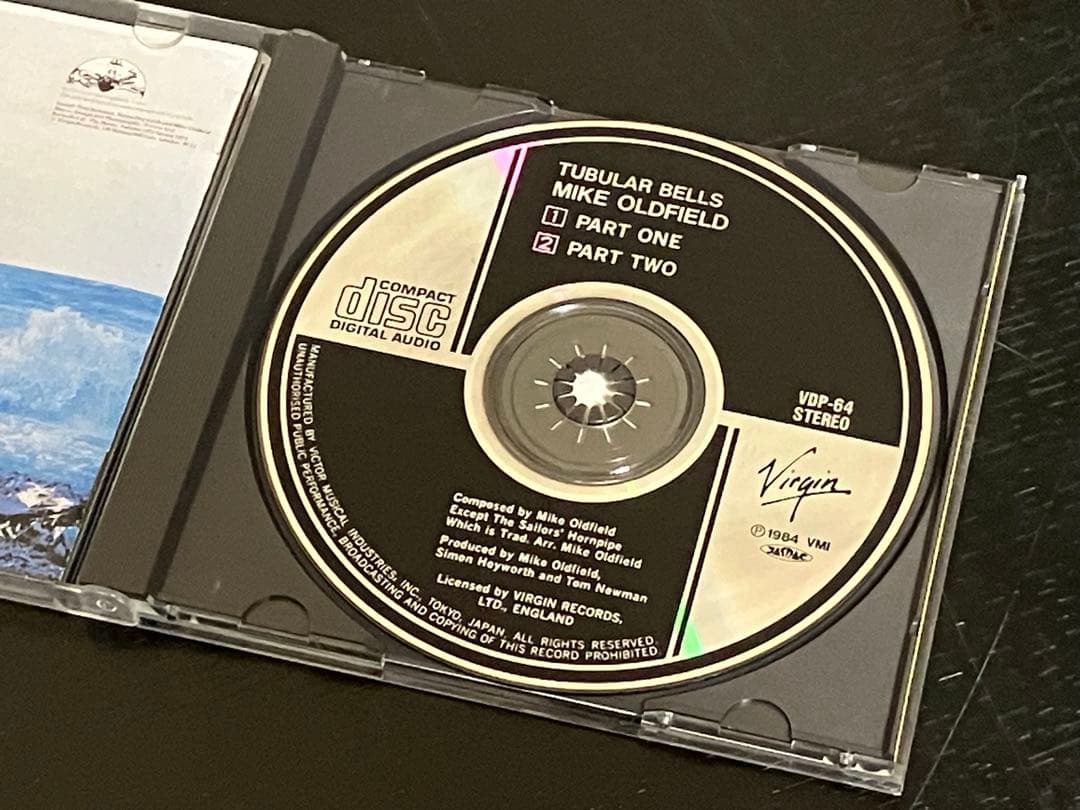 TUBULAR BELLS
MIKE OLDFIELD
1 PART ONE
2 PART TWO
COMPACT
disc
DIGITAL AUDIO
VDP-64
STEREO
Virgin
Ⓟ1984 VMI
JASRAC
Composed by Mike Oldfield
Except The Sailors' Hornpipe
Which is Trad. Arr. Mike Oldfield
Produced by Mike Oldfield,
Simon Heyworth and Tom Newman
Licensed by VIRGIN RECORDS,
LTD., ENGLAND
MANUFACTURED BY VICTOR MUSICAL INDUSTRIES, INC., TOKYO, JAPAN, ALL RIGHTS RESERVED.
UNAUTHORISED PUBLIC PERFORMANCE, BROADCASTING AND COPYING OF THIS RECORD PROHIBITED.